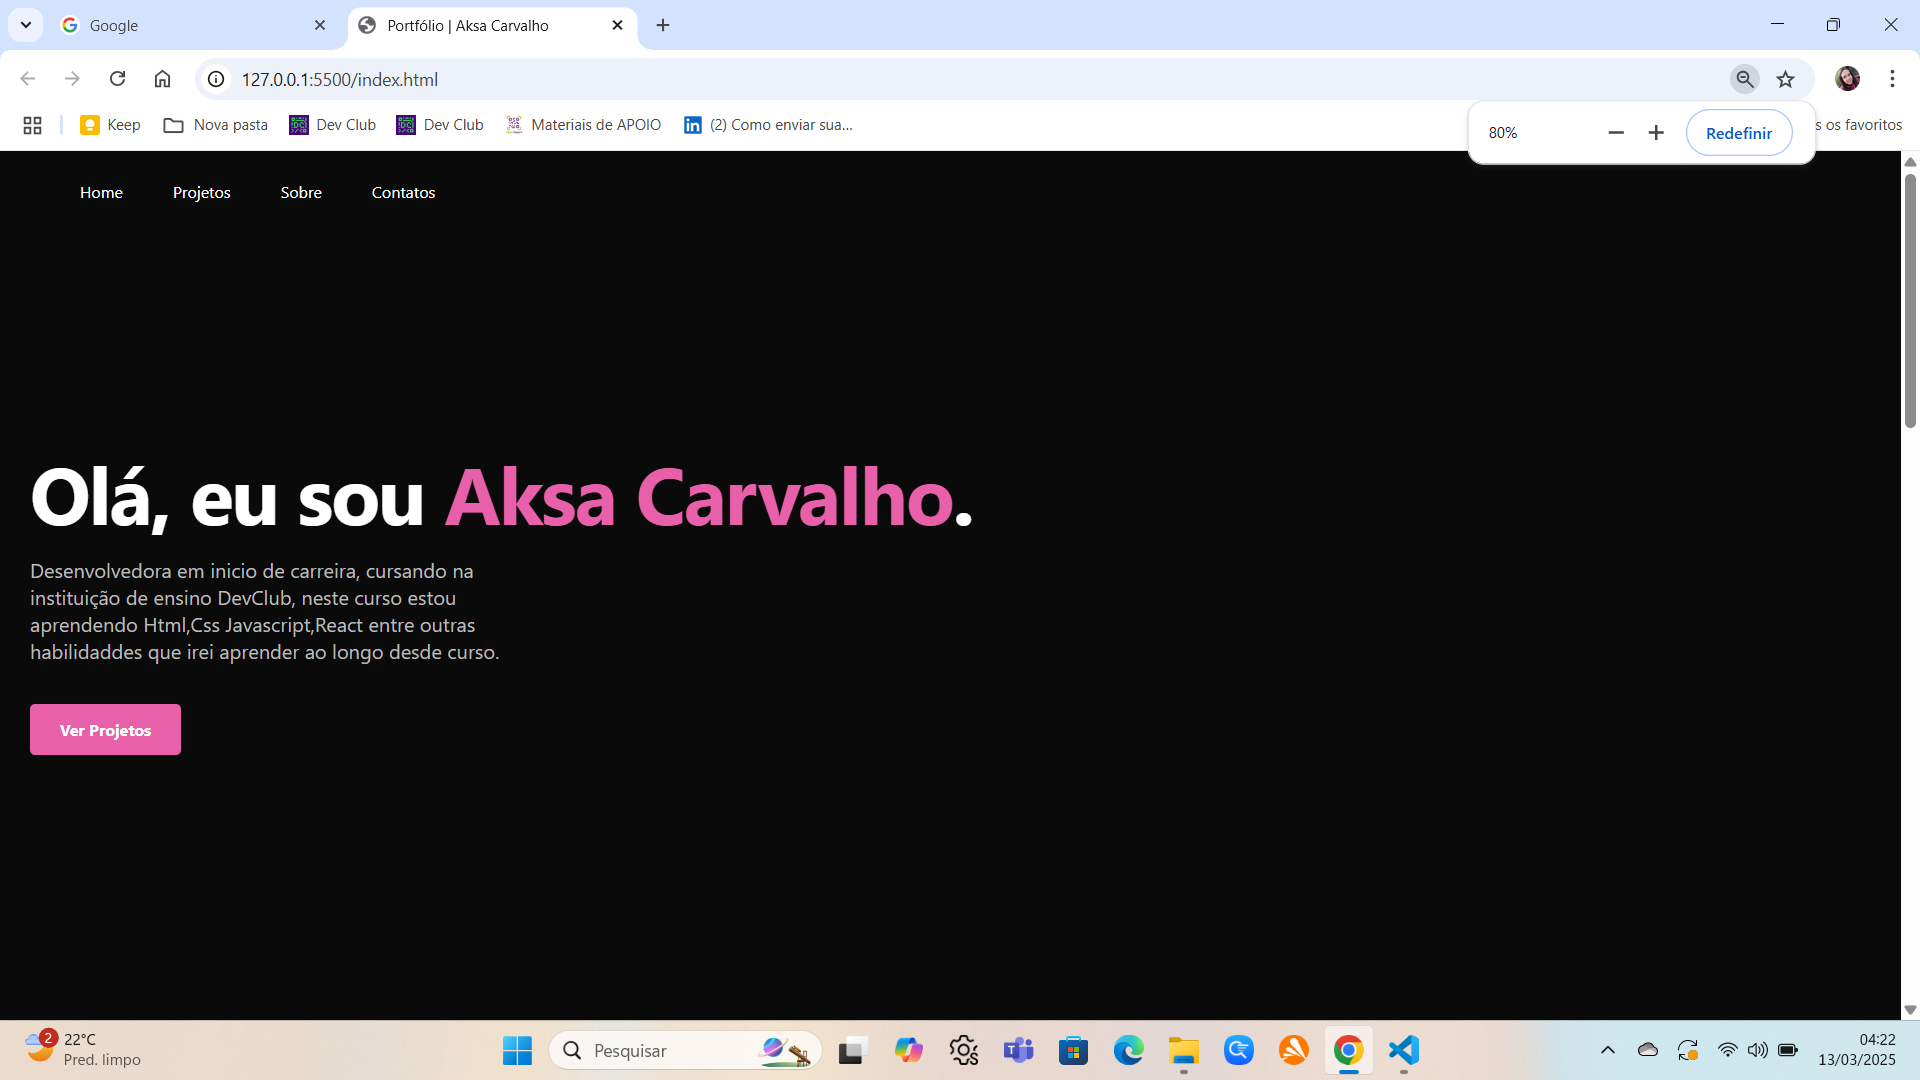 Google
Portfólio | Aksa Carvalho
127.0.0.1:5500/index.html
Keep
Nova pasta
Dev Club
Dev Club
Materiais de APOIO
(2) Como enviar sua...
s os favoritos
80%
Redefinir
Home
Projetos
Sobre
Contatos
Olá, eu sou Aksa Carvalho.
Desenvolvedora em inicio de carreira, cursando na
instituição de ensino DevClub, neste curso estou
aprendendo Html,Css Javascript,React entre outras
habilidaddes que irei aprender ao longo desde curso.
Ver Projetos
2
22°C
Pred. limpo
Pesquisar
04:22
13/03/2025